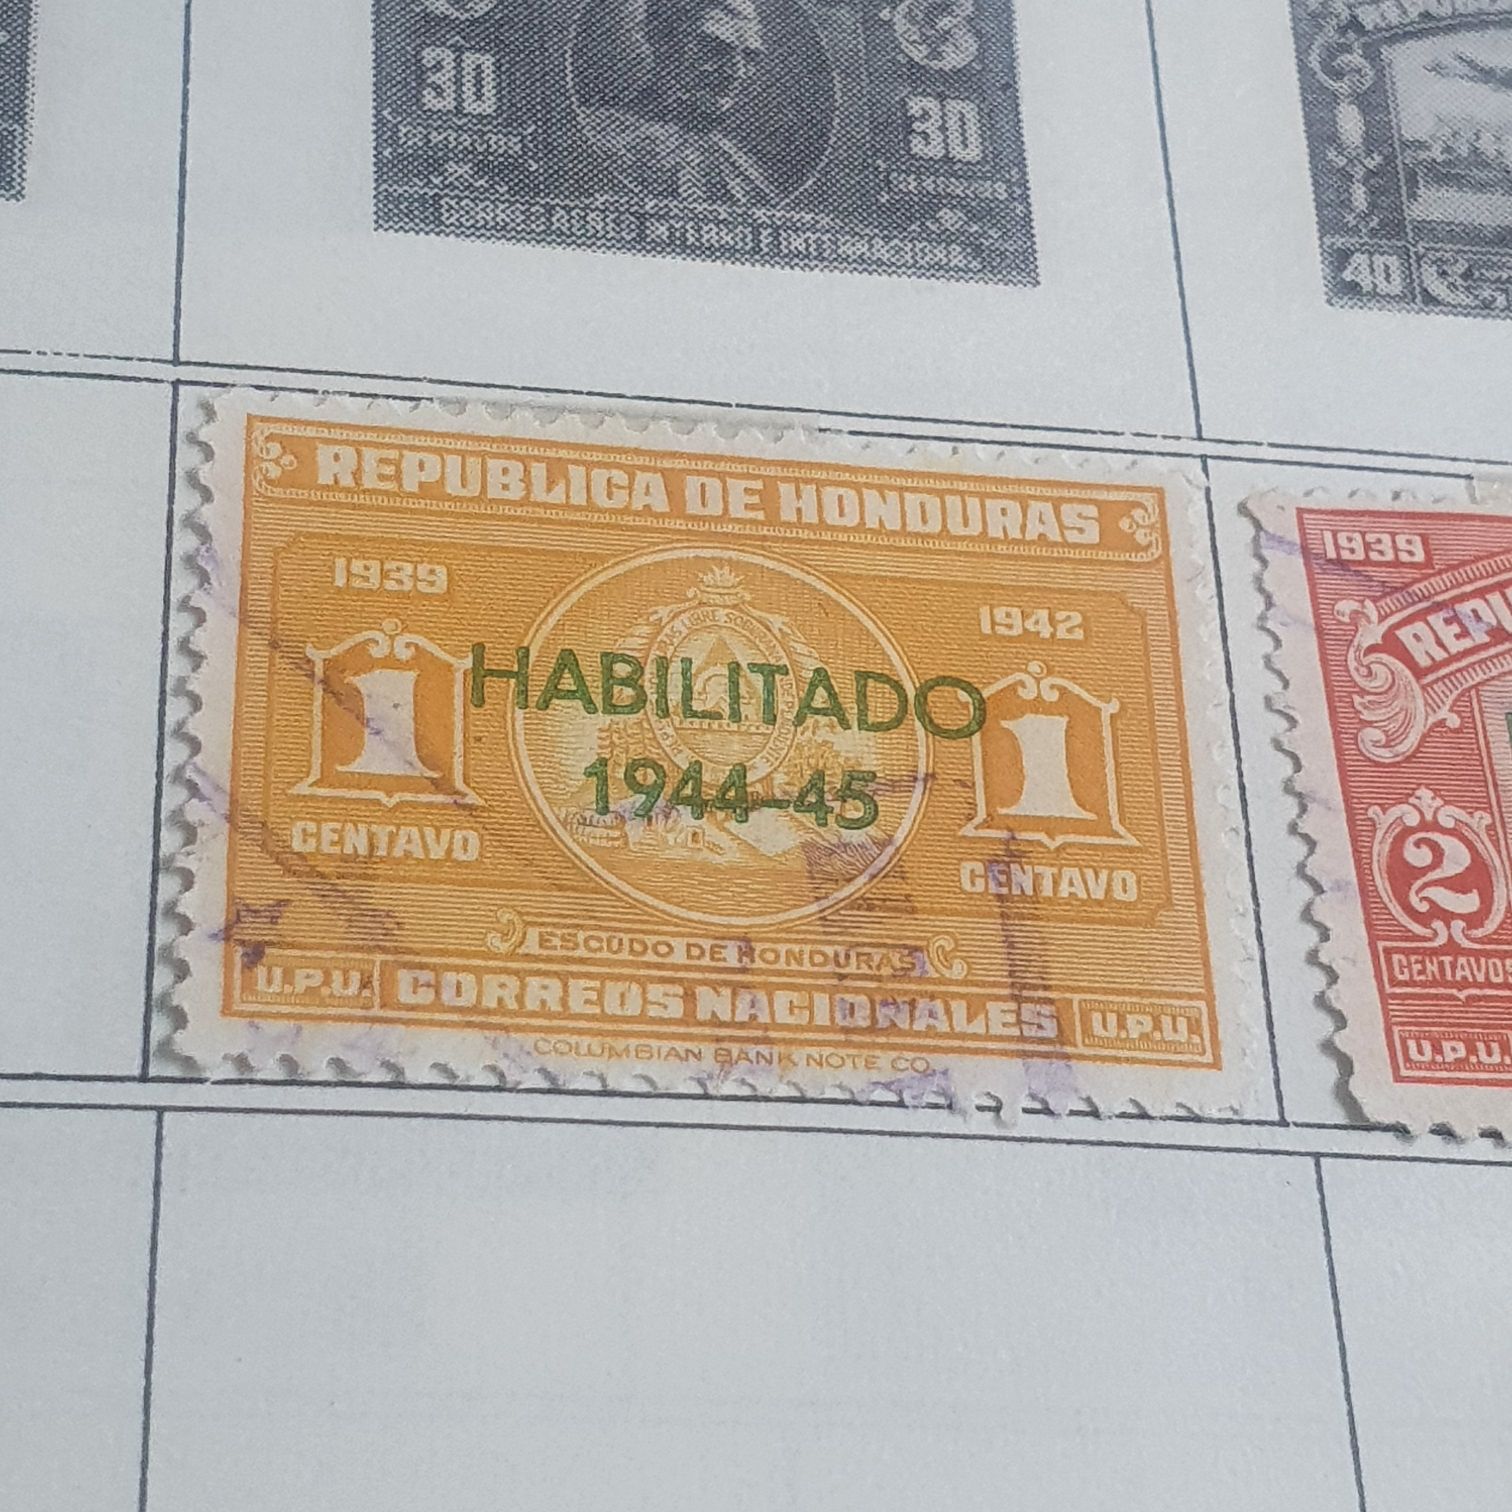 30
30
40
REPUBLICA DE HONDURAS
1939
1942
1
1
HABILITADO
1944-45
CENTAVO
CENTAVO
ESCUDO DE HONDURAS
U.P.U. CORREOS NACIONALES U.P.U.
COLUMBIAN BANK NOTE CO.
1939
2
CENTAVOS
U.P.U